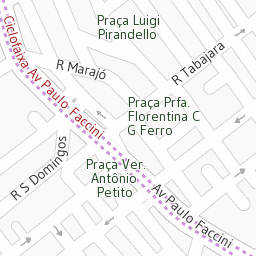 Praça Luigi
Pirandello
R Marajó
R Tabajara
Ciclofaixa Av Paulo Faccini
Praça Prfa.
Florentina C
G Ferro
R S Domingos
Praça Ver.
Antônio
Petito
Av Paulo Faccini